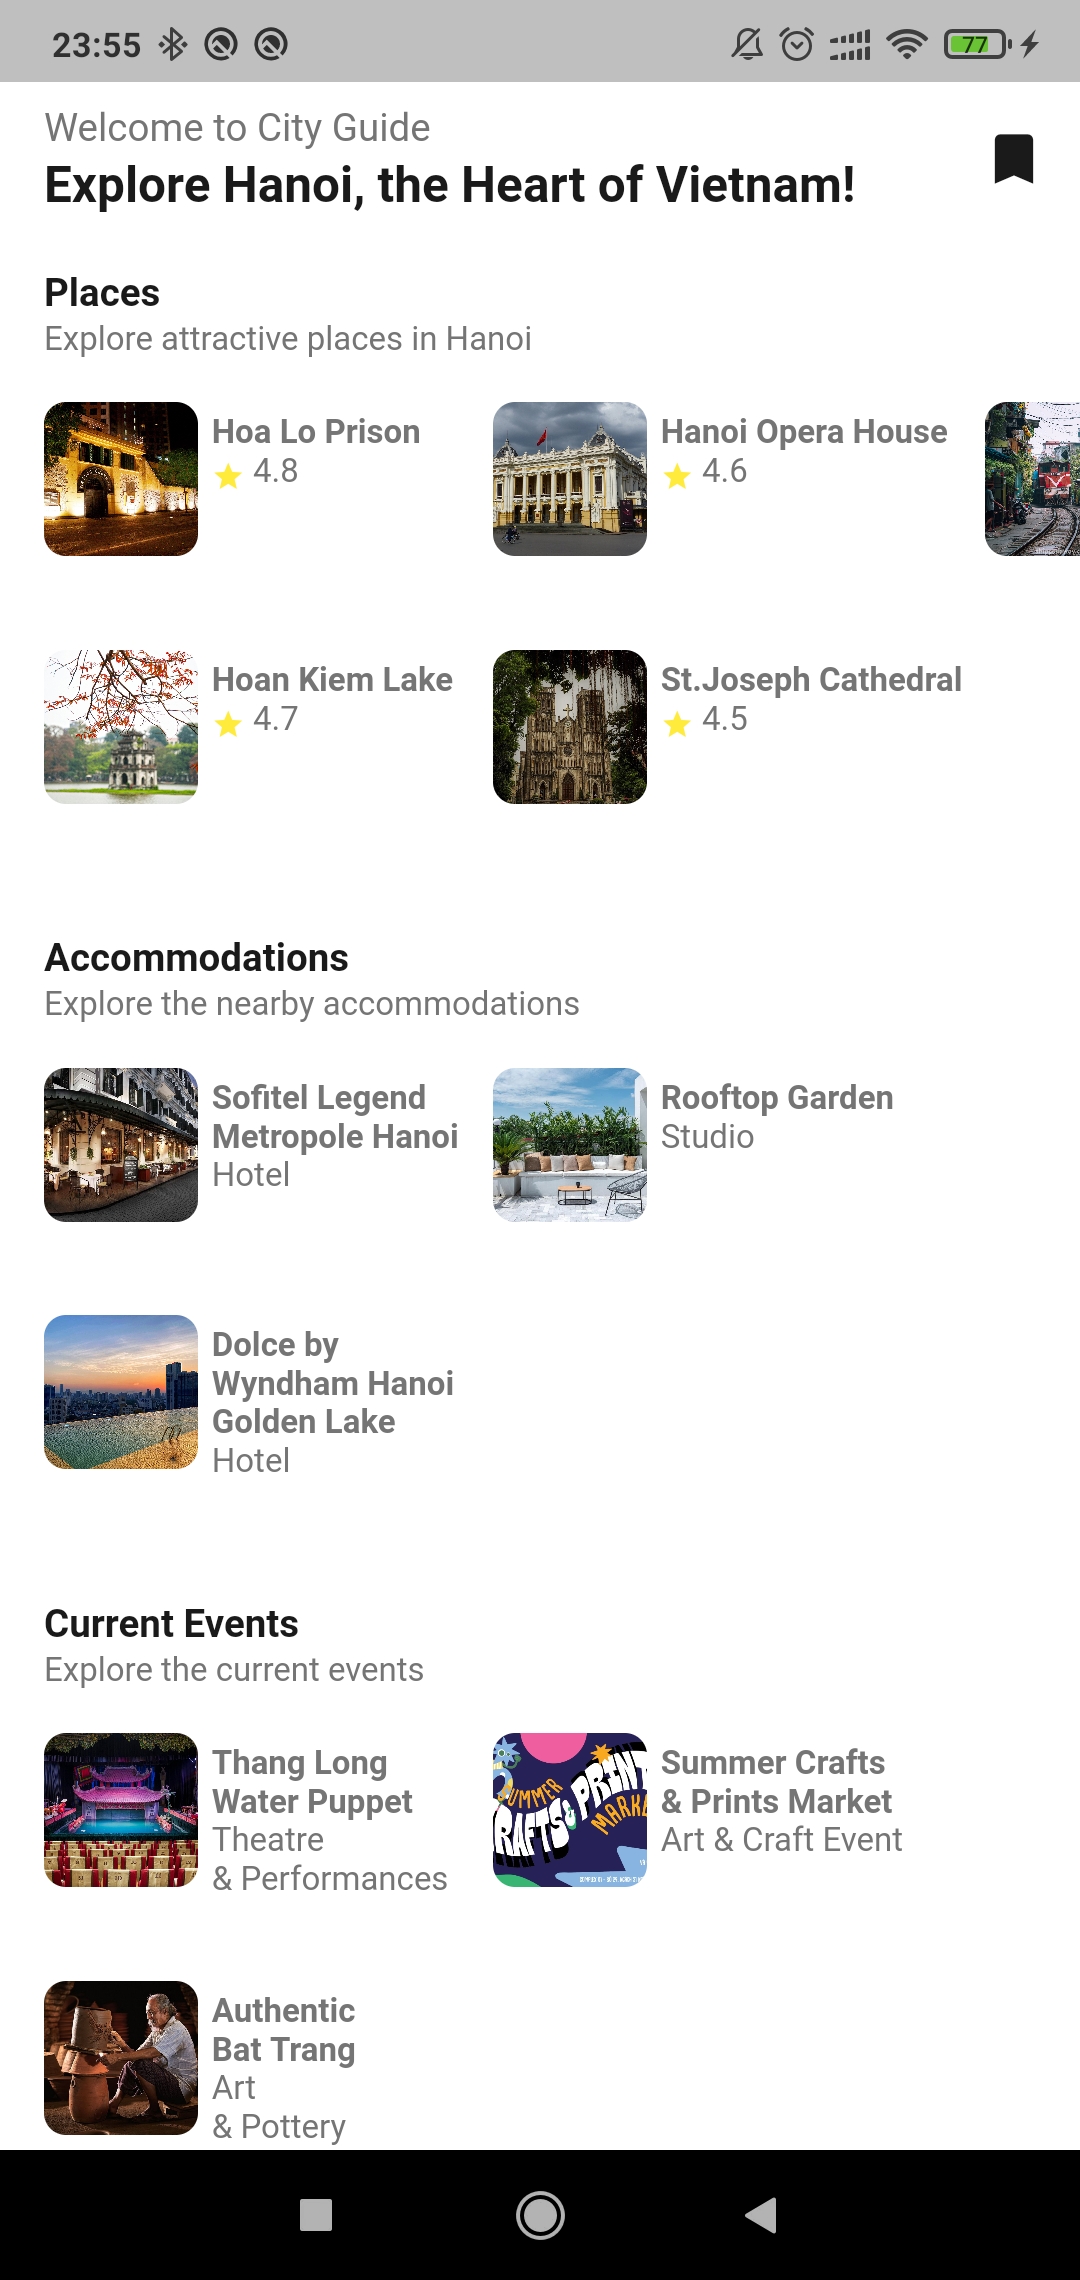 23:55
77
Welcome to City Guide
Explore Hanoi, the Heart of Vietnam!
Places
Explore attractive places in Hanoi
Hoa Lo Prison
4.8
Hanoi Opera House
4.6
Hoan Kiem Lake
4.7
St.Joseph Cathedral
4.5
Accommodations
Explore the nearby accommodations
Sofitel Legend
Metropole Hanoi
Hotel
Rooftop Garden
Studio
Dolce by
Wyndham Hanoi
Golden Lake
Hotel
Current Events
Explore the current events
Thang Long
Water Puppet
Theatre
& Performances
SUMMER
RAFTS & PRINT
MARKE
Summer Crafts
& Prints Market
Art & Craft Event
Authentic
Bat Trang
Art
& Pottery